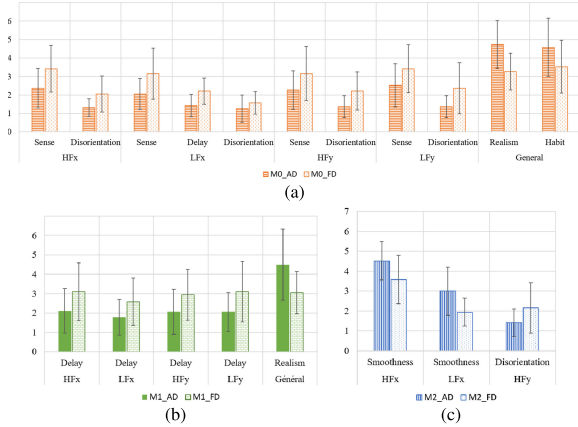 6
5
4
3
2
1
0
Sense Disorientation Sense Delay Disorientation Sense Disorientation Sense Disorientation Realism Habit
HFx LFx HFy LFy General
M0_AD M0_FD
(a)
6
5
4
3
2
1
0
Delay Delay Delay Delay Realism
HFx LFx HFy LFy Général
M1_AD M1_FD
(b)
7
6
5
4
3
2
1
0
Smoothness Smoothness Disorientation
HFx LFx HFy
M2_AD M2_FD
(c)